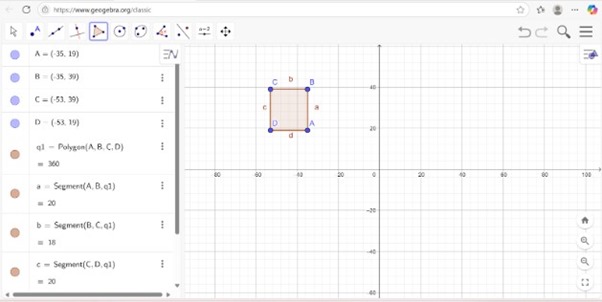 https://www.geogebra.org/classic
a=2
A = (-35, 19)
B = (-35, 39)
C = (-53, 39)
D = (-53, 19)
q1 = Polygon(A, B, C, D)
= 360
a = Segment(A, B, q1)
= 20
b = Segment(B, C, q1)
= 18
c = Segment(C, D, q1)
= 20
40
20
80 60 40 20 0 20 40 60 80 100
-20
-40
-60
C b B
c a
D A
d